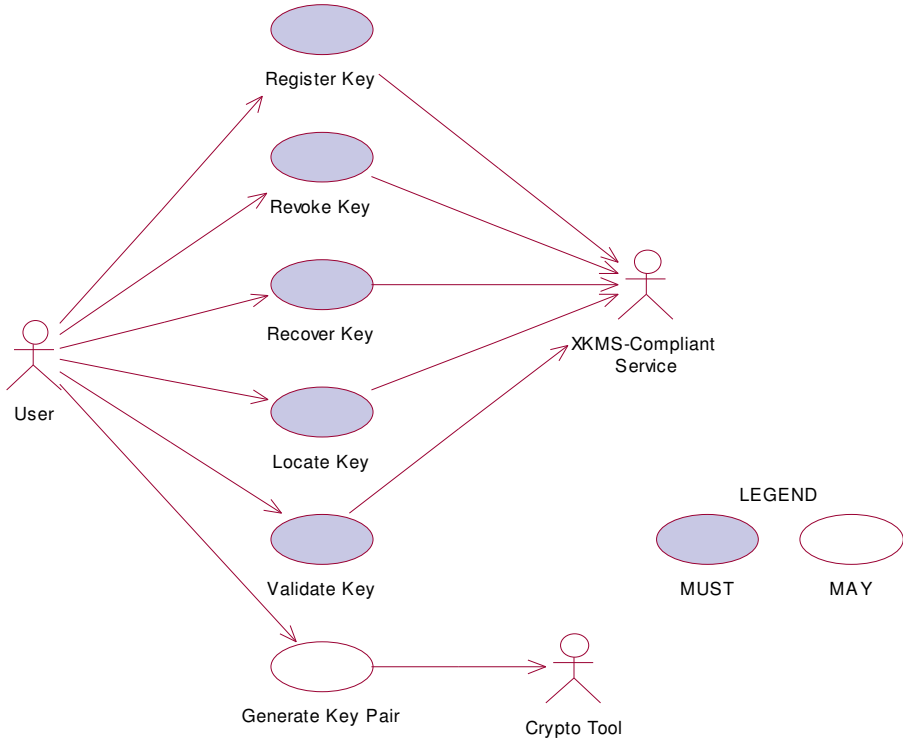 Register Key
Revoke Key
Recover Key
XKMS-Compliant
Service
User
Locate Key
LEGEND
Validate Key
MUST
MAY
Generate Key Pair
Crypto Tool